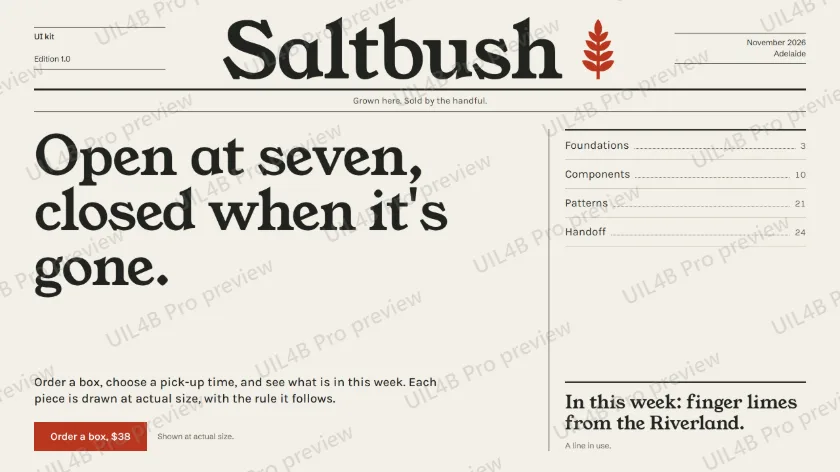 UI kit
Edition 1.0
Saltbush
November 2026
Adelaide
Grown here. Sold by the handful.
Open at seven,
closed when it's
gone.
Order a box, choose a pick-up time, and see what is in this week. Each
piece is drawn at actual size, with the rule it follows.
Order a box, $38
Shown at actual size.
Foundations 3
Components 10
Patterns 21
Handoff 24
In this week: finger limes
from the Riverland.
A line in use.
UIL4B Pro preview